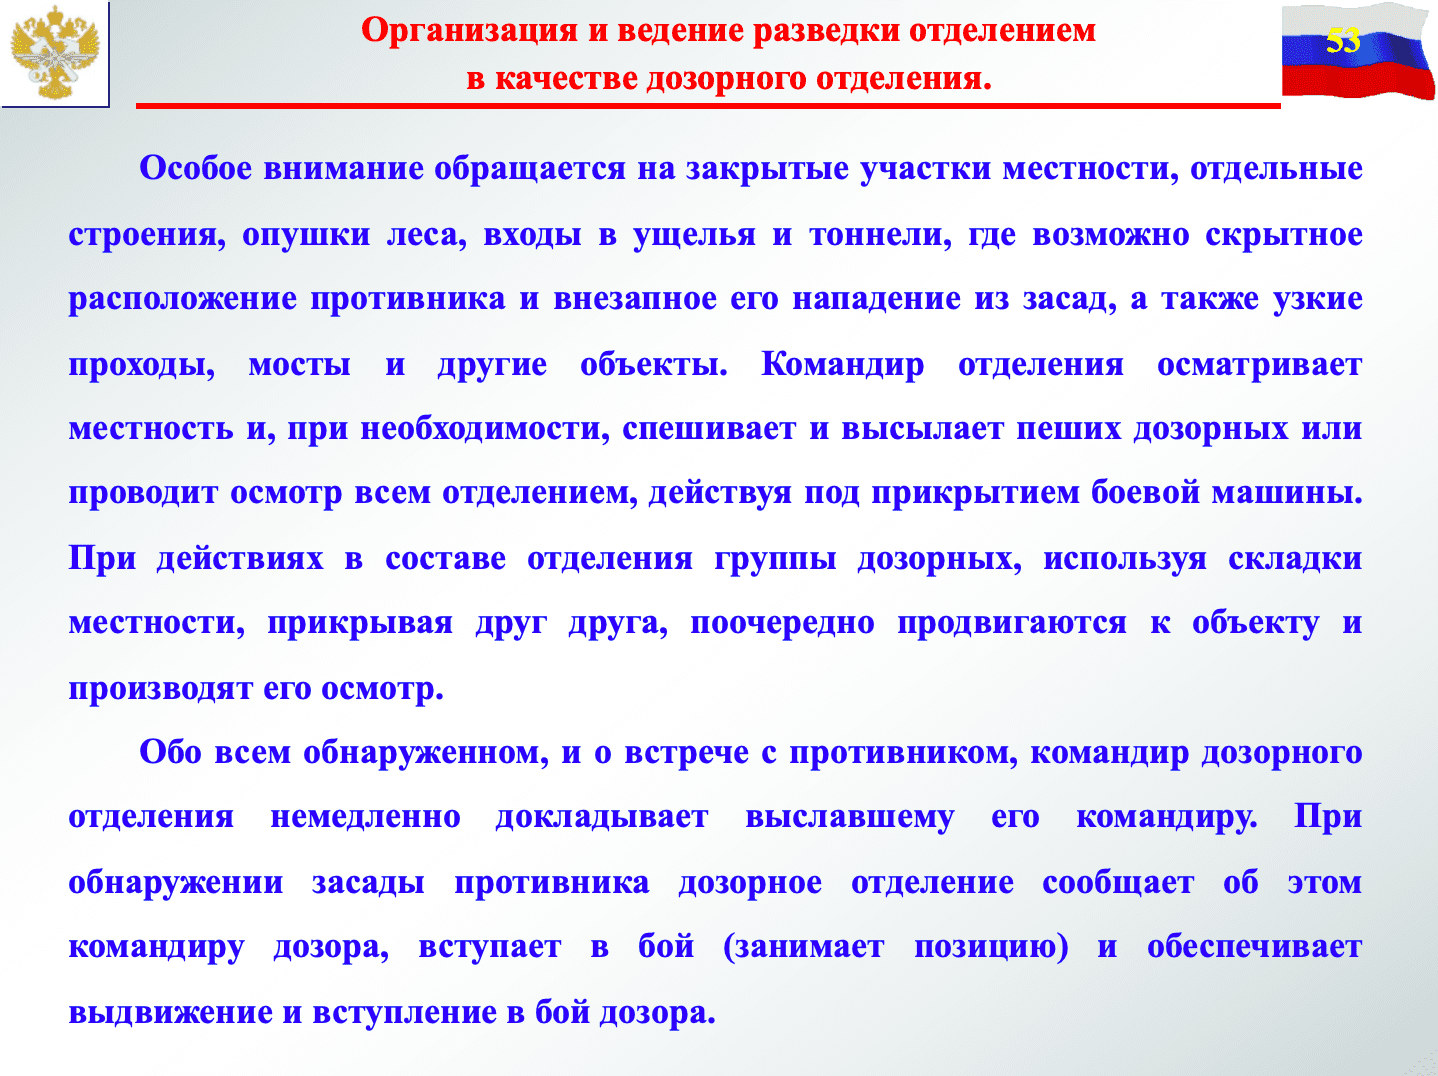 Организация и ведение разведки отделением
в качестве дозорного отделения.
53
Особое внимание обращается на закрытые участки местности, отдельные
строения, опушки леса, входы в ущелья и тоннели, где возможно скрытное
расположение противника и внезапное его нападение из засад, а также узкие
проходы, мосты и другие объекты. Командир отделения осматривает
местность и, при необходимости, спешивает и высылает пеших дозорных или
проводит осмотр всем отделением, действуя под прикрытием боевой машины.
При действиях в составе отделения группы дозорных, используя складки
местности, прикрывая друг друга, поочередно продвигаются к объекту и
производят его осмотр.
Обо всем обнаруженном, и о встрече с противником, командир дозорного
отделения немедленно докладывает выславшему его командиру. При
обнаружении засады противника дозорное отделение сообщает об этом
командиру дозора, вступает в бой (занимает позицию) и обеспечивает
выдвижение и вступление в бой дозора.